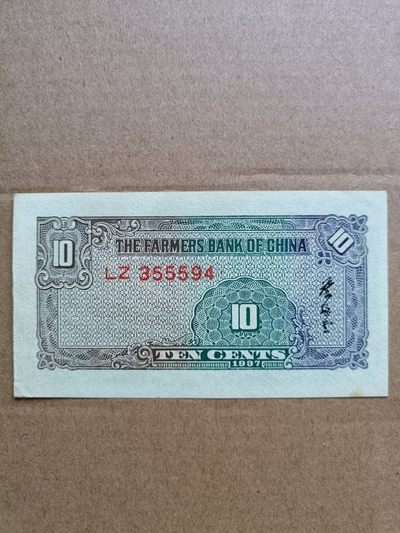 10 THE FARMERS BANK OF CHINA 10
LZ 355594
10
TEN CENTS
1937